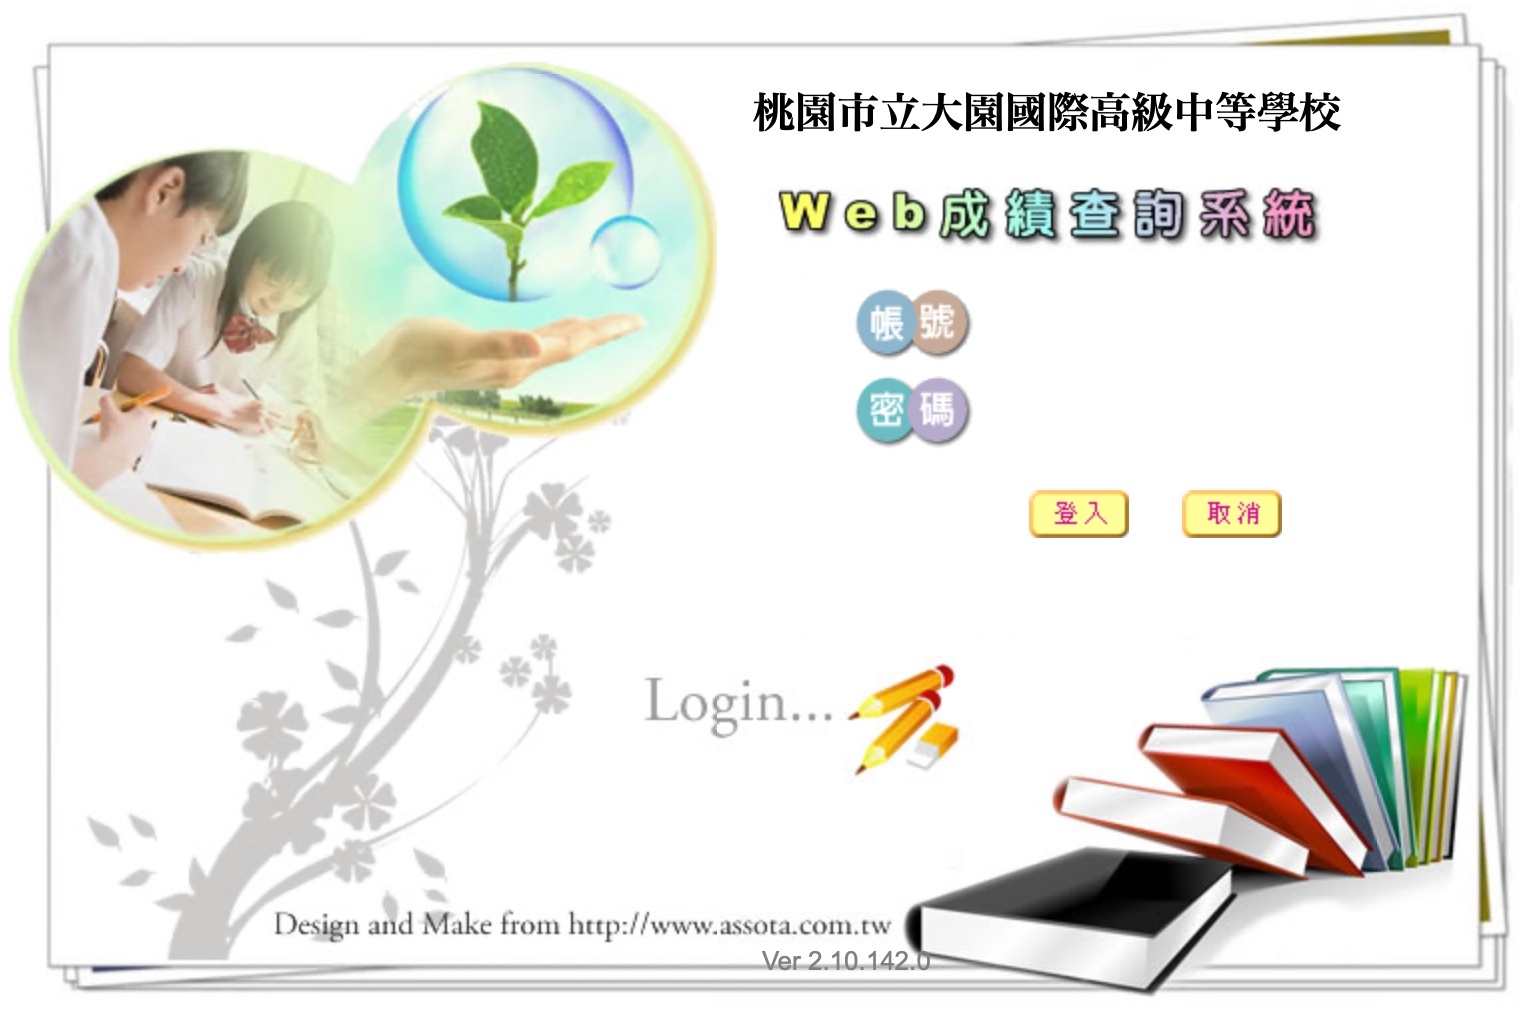 桃園市立大園國際高級中等學校
Web成績查詢系統
帳號
密碼
登入 取消
Login...
Design and Make from http://www.assota.com.tw
Ver 2.10.142.0